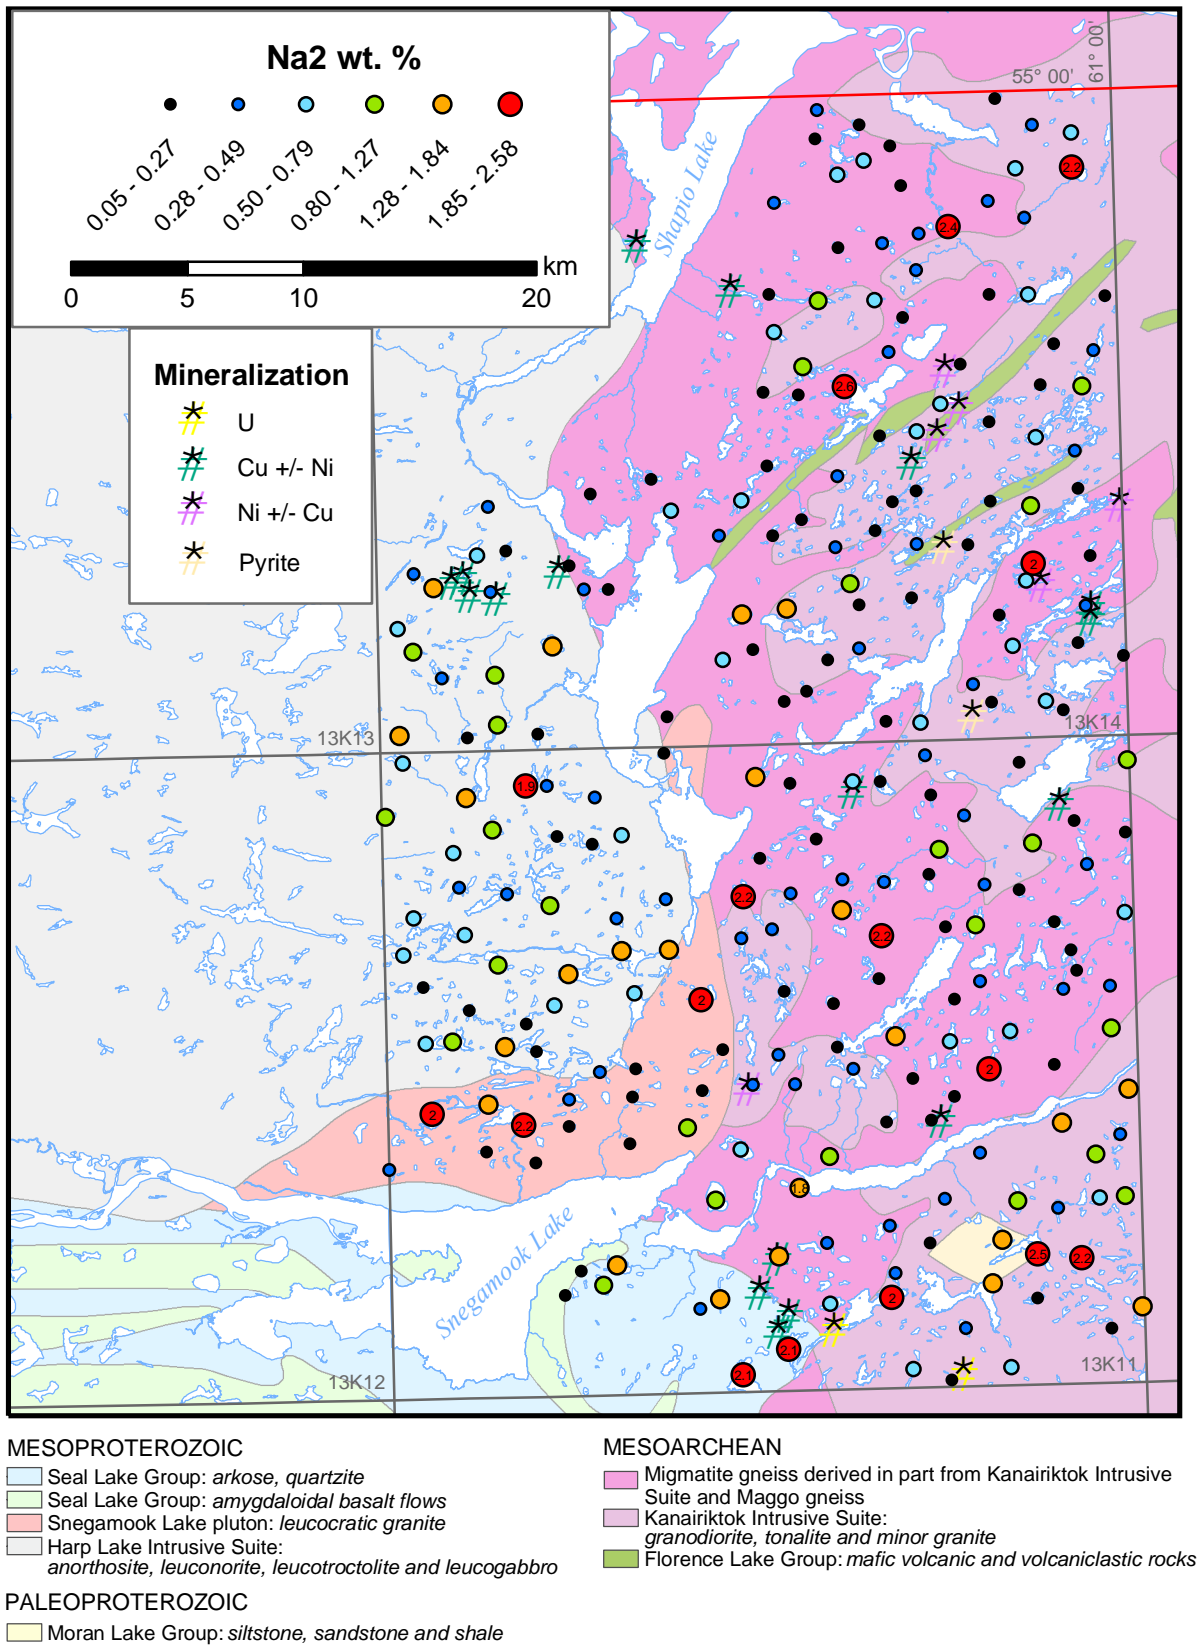 Na2 wt. %
0.05 - 0.27
0.28 - 0.49
0.50 - 0.79
0.80 - 1.27
1.28 - 1.84
1.85 - 2.58
km
0 5 10 20
Mineralization
U
Cu +/- Ni
Ni +/- Cu
Pyrite
55° 00'
61° 00'
Shapio Lake
2.2
2.4
2.6
2
13K13
13K14
1.9
2.2
2.2
2
2
2
2.2
1.8
Snegamook Lake
2.5
2.2
2
2.1
2.1
13K12
13K11
MESOPROTEROZOIC
Seal Lake Group: arkose, quartzite
Seal Lake Group: amygdaloidal basalt flows
Snegamook Lake pluton: leucocratic granite
Harp Lake Intrusive Suite:
anorthosite, leuconorite, leucotroctolite and leucogabbro
PALEOPROTEROZOIC
Moran Lake Group: siltstone, sandstone and shale
MESOARCHEAN
Migmatite gneiss derived in part from Kanairiktok Intrusive
Suite and Maggo gneiss
Kanairiktok Intrusive Suite:
granodiorite, tonalite and minor granite
Florence Lake Group: mafic volcanic and volcaniclastic rocks